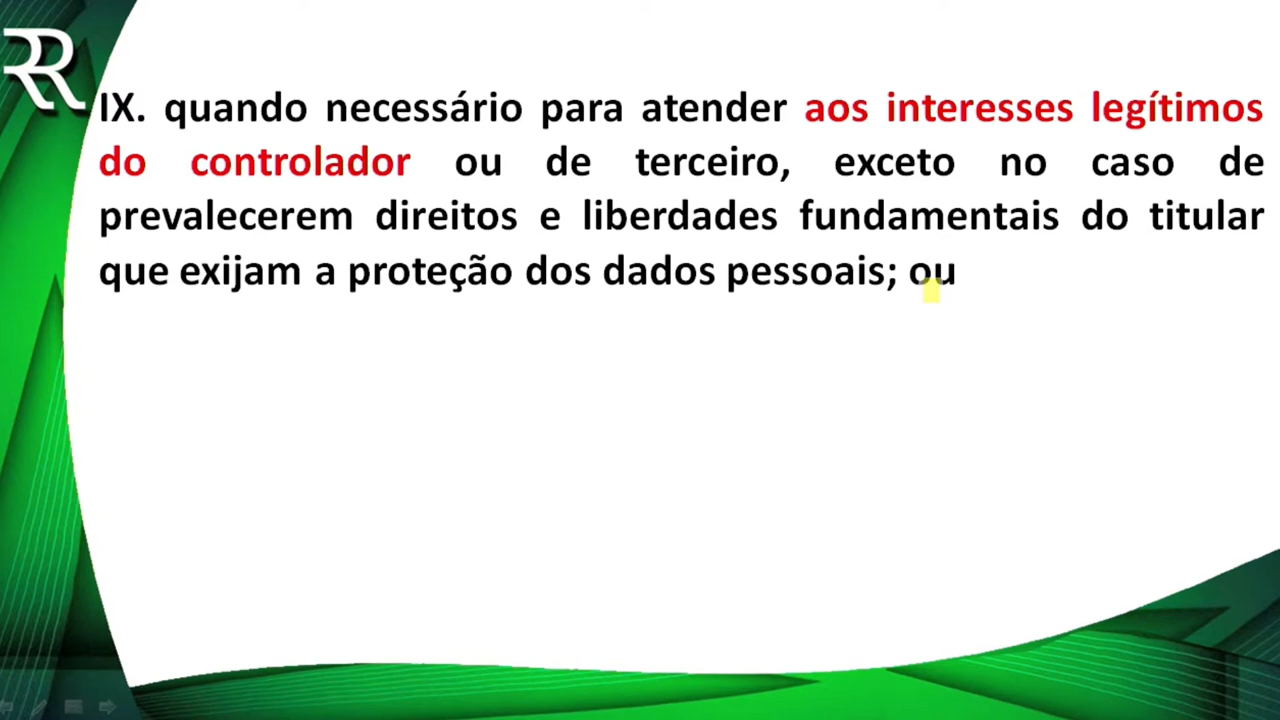 RR
IX. quando necessário para atender aos interesses legítimos
do controlador ou de terceiro, exceto no caso de
prevalecerem direitos e liberdades fundamentais do titular
que exijam a proteção dos dados pessoais; ou